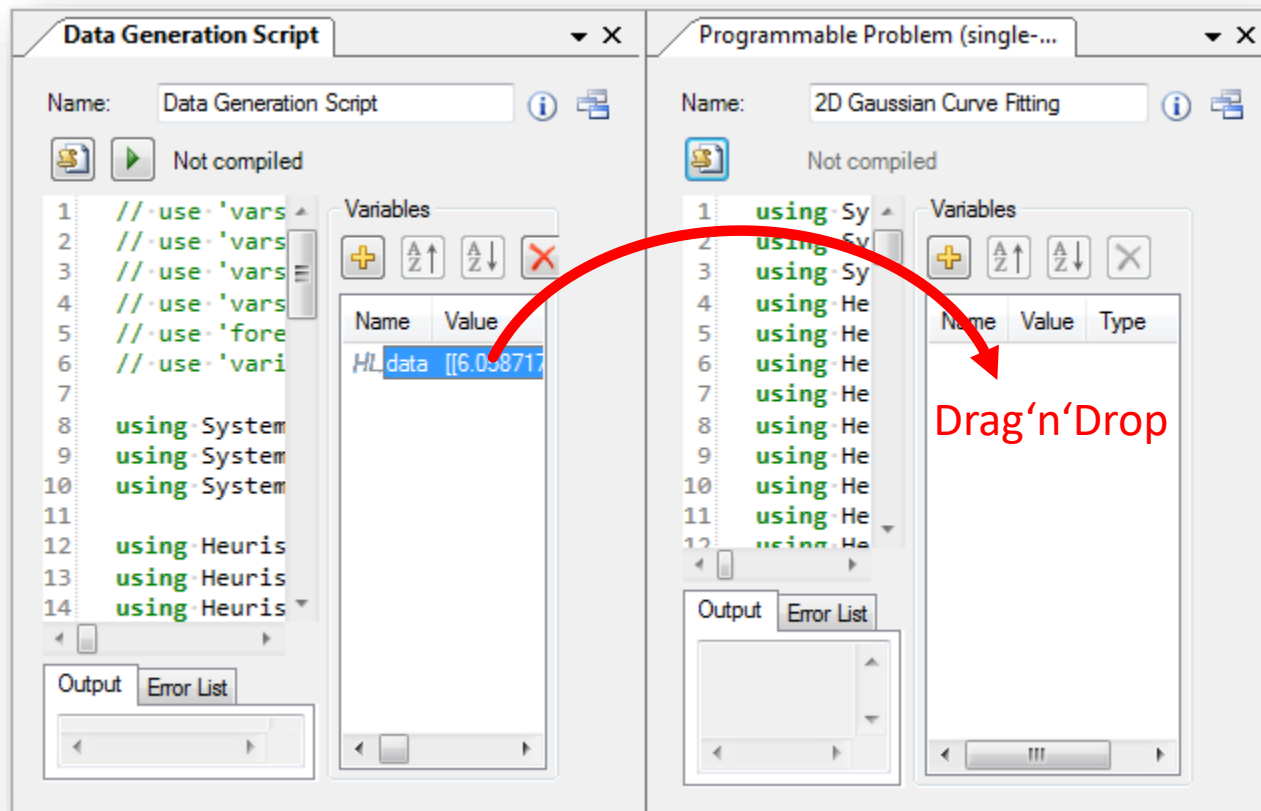 Data Generation Script
Name: Data Generation Script
Not compiled
1 // use 'vars
2 // use 'vars
3 // use 'vars
4 // use 'vars
5 // use 'fore
6 // use 'vari
7
8 using System
9 using System
10 using System
11
12 using Heuris
13 using Heuris
14 using Heuris
Variables
Name Value
HL data [[6.098717
Output Error List
Programmable Problem (single-...
Name: 2D Gaussian Curve Fitting
Not compiled
1 using Sy
2 using Sy
3 using Sy
4 using He
5 using He
6 using He
7 using He
8 using He
9 using He
10 using He
11 using He
12 using He
Variables
Name Value Type
Drag‘n‘Drop
Output Error List